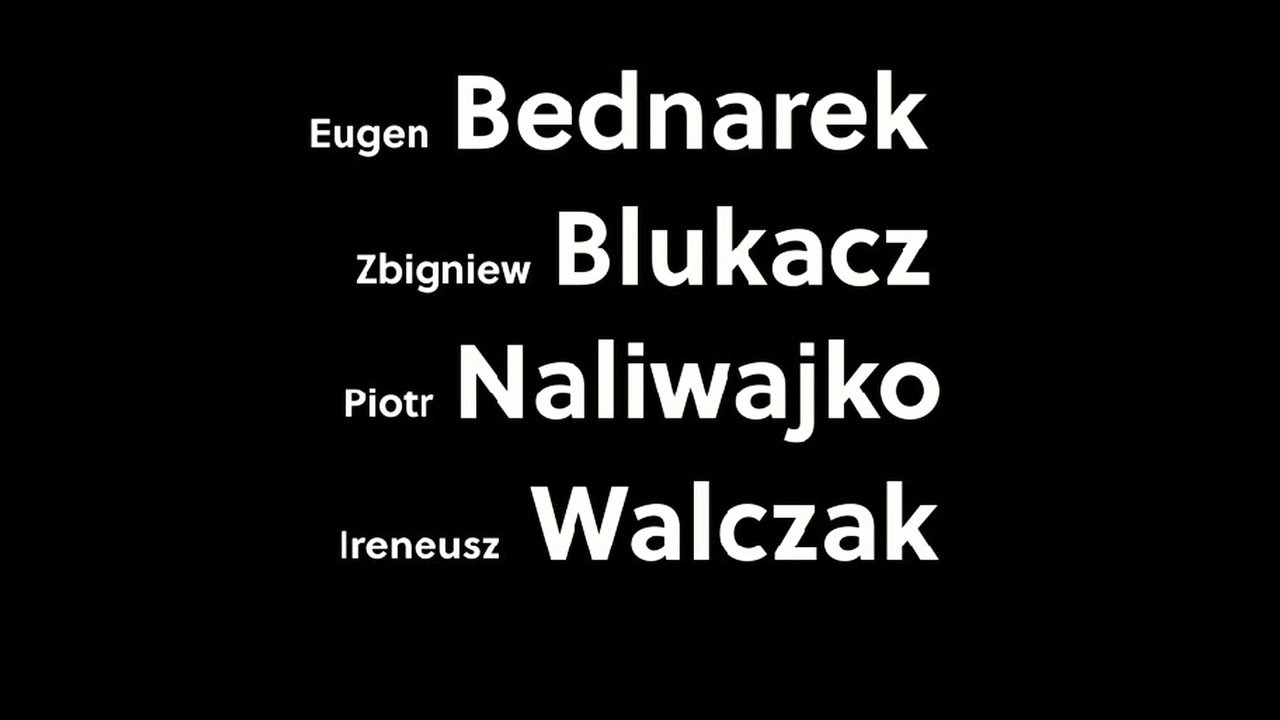 Eugen Bednarek
Zbigniew Blukacz
Piotr Naliwajko
Ireneusz Walczak